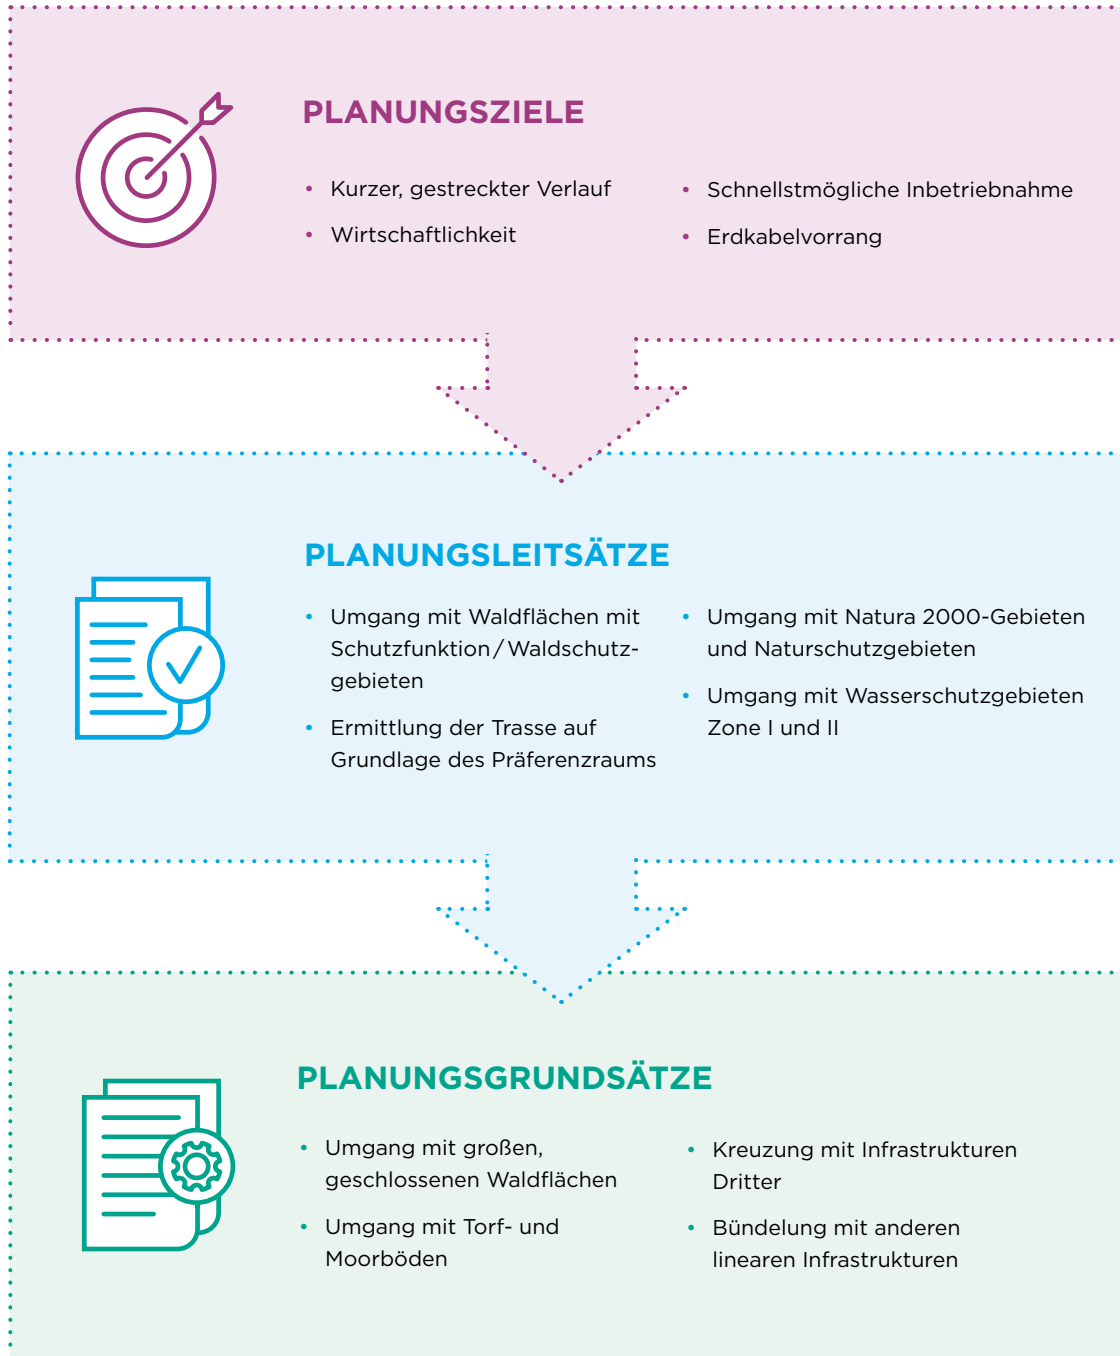 PLANUNGSZIELE
• Kurzer, gestreckter Verlauf
• Wirtschaftlichkeit
• Schnellstmögliche Inbetriebnahme
• Erdkabelvorrang
PLANUNGSLEITSÄTZE
• Umgang mit Waldflächen mit
Schutzfunktion / Waldschutz-
gebieten
• Ermittlung der Trasse auf
Grundlage des Präferenzraums
• Umgang mit Natura 2000-Gebieten
und Naturschutzgebieten
• Umgang mit Wasserschutzgebieten
Zone I und II
PLANUNGSGRUNDSÄTZE
• Umgang mit großen,
geschlossenen Waldflächen
• Umgang mit Torf- und
Moorböden
• Kreuzung mit Infrastrukturen
Dritter
• Bündelung mit anderen
linearen Infrastrukturen